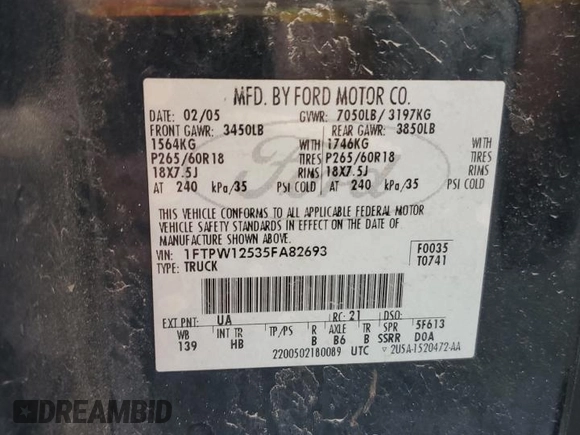 MFD. BY FORD MOTOR CO.
DATE: 02/05 GVWR: 7050LB/ 3197KG
FRONT GAWR: 3450LB REAR GAWR: 3850LB
1564KG WITH 1746KG WITH
P265/60R18 TIRES P265/60R18 TIRES
18X7.5J RIMS 18X7.5J RIMS
AT 240 kPa/35 PSI COLD AT 240 kPa/35 PSI COLD
Ford
THIS VEHICLE CONFORMS TO ALL APPLICABLE FEDERAL MOTOR
VEHICLE SAFETY STANDARDS IN EFFECT ON THE DATE OF
MANUFACTURE SHOWN ABOVE.
VIN: 1FTPW12535FA82693 F0035
TYPE: TRUCK T0741
EXT PNT: UA RC: 21 DSO:
WB INT TR TP/PS R AXLE TR SPR 5F613
139 HB B B6 B SSRR DOA
2200502180089 UTC 2U5A-1520472-AA
DREAMBID